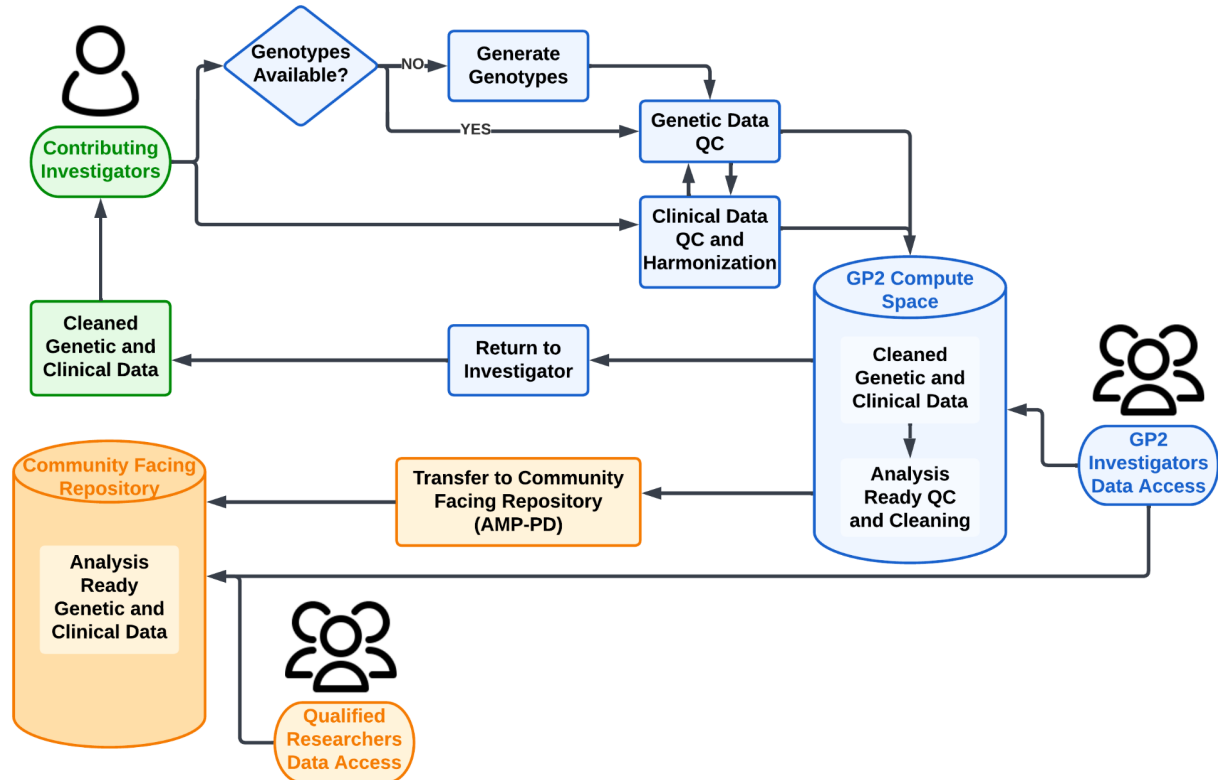 Genotypes
Available?
NO
Generate
Genotypes
YES
Genetic Data
QC
Contributing
Investigators
Clinical Data
QC and
Harmonization
GP2 Compute
Space
Cleaned
Genetic and
Clinical Data
Return to
Investigator
Cleaned
Genetic and
Clinical Data
Analysis
Ready QC
and Cleaning
GP2
Investigators
Data Access
Community Facing
Repository
Transfer to Community
Facing Repository
(AMP-PD)
Analysis
Ready
Genetic and
Clinical Data
Qualified
Researchers
Data Access